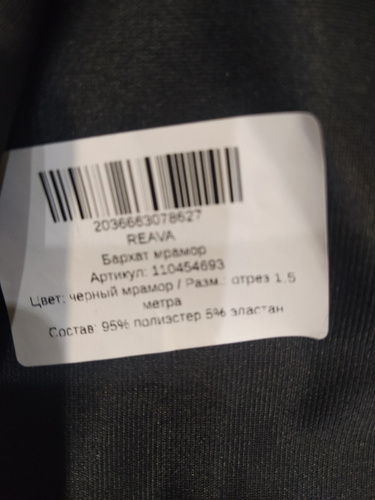 2036663078627
REAVA
Бархат мрамор
Артикул: 110454693
Цвет: черный мрамор / Разм.: отрез 1,5
метра
Состав: 95% полиэстер 5% эластан